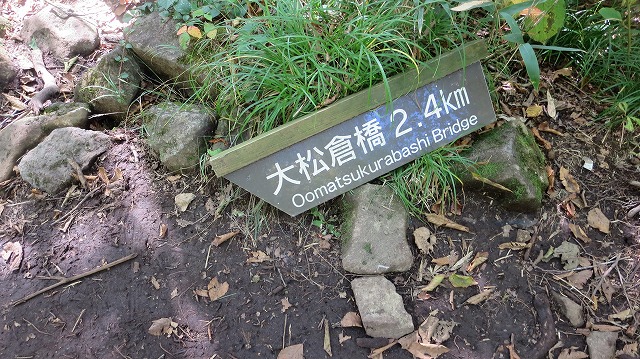 大松倉橋 2.4km
Oomatsukurabashi Bridge